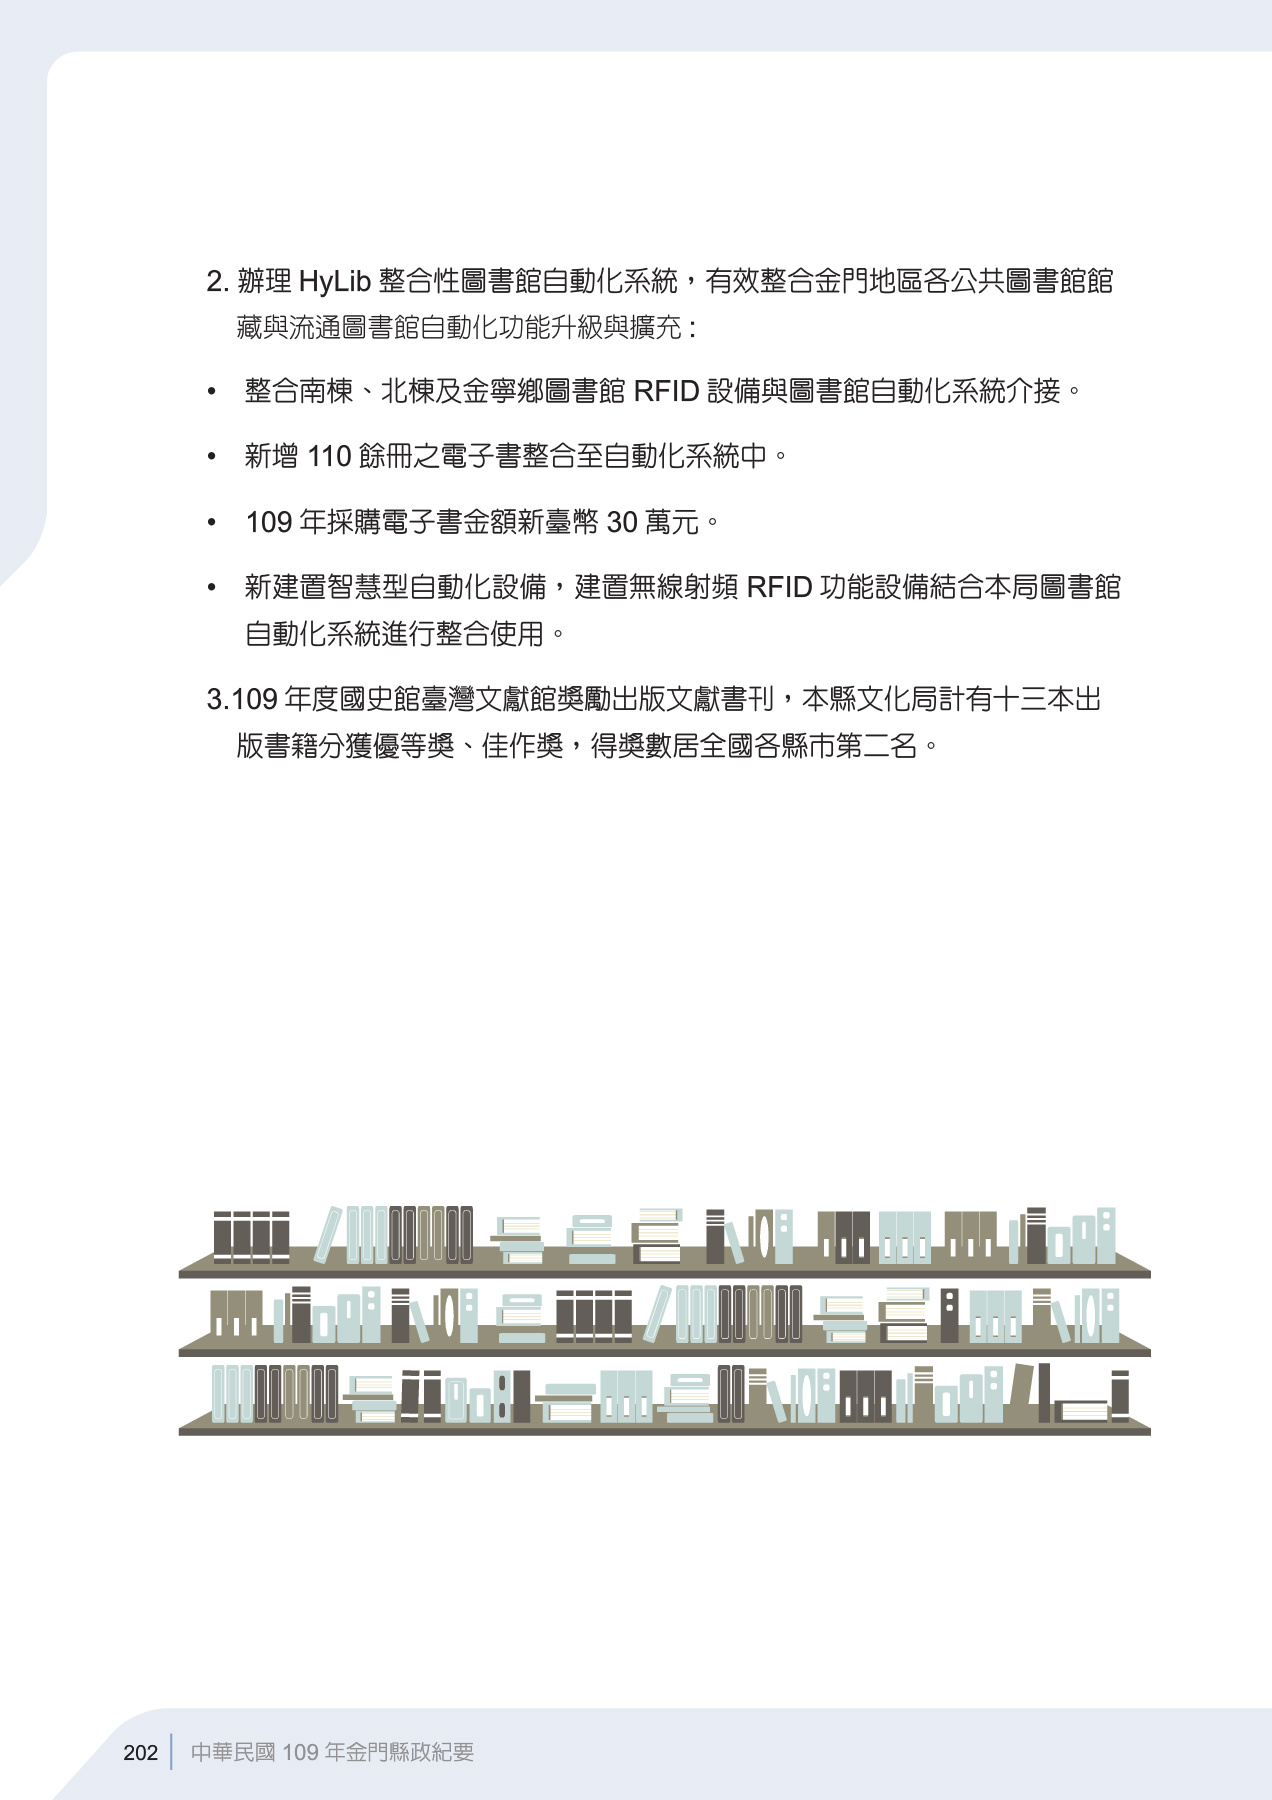 2. 辦理 HyLib 整合性圖書館自動化系統，有效整合金門地區各公共圖書館館
藏與流通圖書館自動化功能升級與擴充：
• 整合南棟、北棟及金寧鄉圖書館 RFID 設備與圖書館自動化系統介接。
• 新增 110 餘冊之電子書整合至自動化系統中。
• 109 年採購電子書金額新臺幣 30 萬元。
• 新建置智慧型自動化設備，建置無線射頻 RFID 功能設備結合本局圖書館
自動化系統進行整合使用。
3.109 年度國史館臺灣文獻館獎勵出版文獻書刊，本縣文化局計有十三本出
版書籍分獲優等獎、佳作獎，得獎數居全國各縣市第二名。
202 中華民國 109 年金門縣政紀要